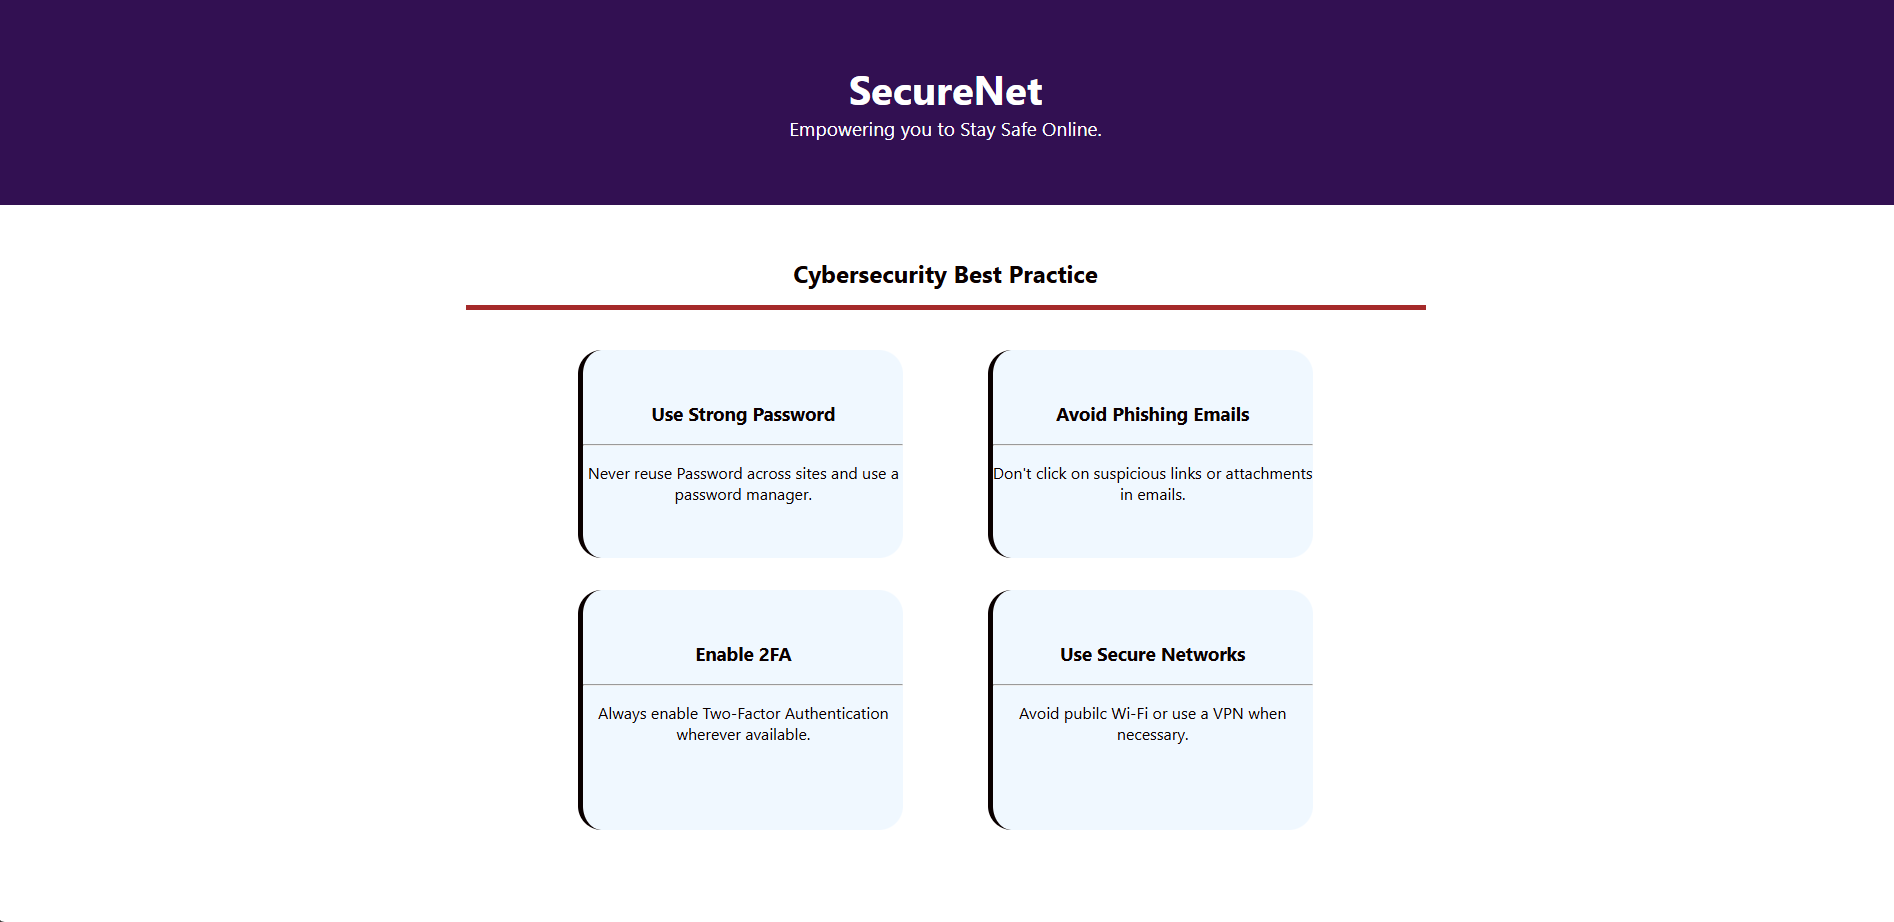 SecureNet
Empowering you to Stay Safe Online.
Cybersecurity Best Practice
Use Strong Password
Never reuse Password across sites and use a
password manager.
Avoid Phishing Emails
Don't click on suspicious links or attachments
in emails.
Enable 2FA
Always enable Two-Factor Authentication
wherever available.
Use Secure Networks
Avoid pubilc Wi-Fi or use a VPN when
necessary.